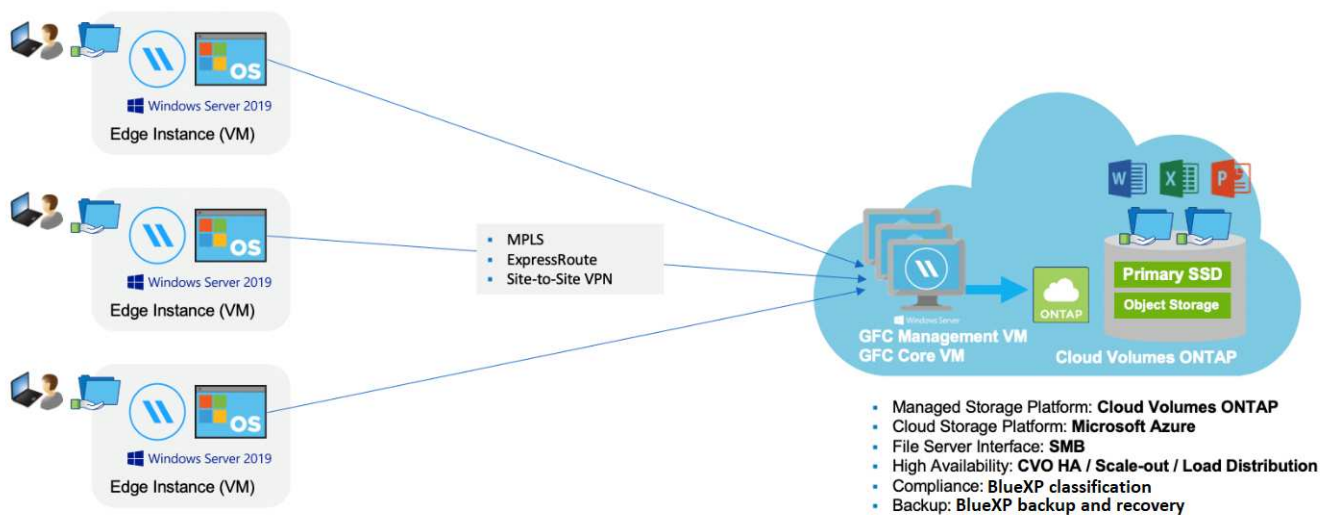 OS
Windows Server 2019
Edge Instance (VM)
OS
Windows Server 2019
Edge Instance (VM)
OS
Windows Server 2019
Edge Instance (VM)
MPLS
ExpressRoute
Site-to-Site VPN
W
X
P
Primary SSD
Object Storage
ONTAP
Windows Server
GFC Management VM
GFC Core VM
Cloud Volumes ONTAP
Managed Storage Platform: Cloud Volumes ONTAP
Cloud Storage Platform: Microsoft Azure
File Server Interface: SMB
High Availability: CVO HA / Scale-out / Load Distribution
Compliance: BlueXP classification
Backup: BlueXP backup and recovery